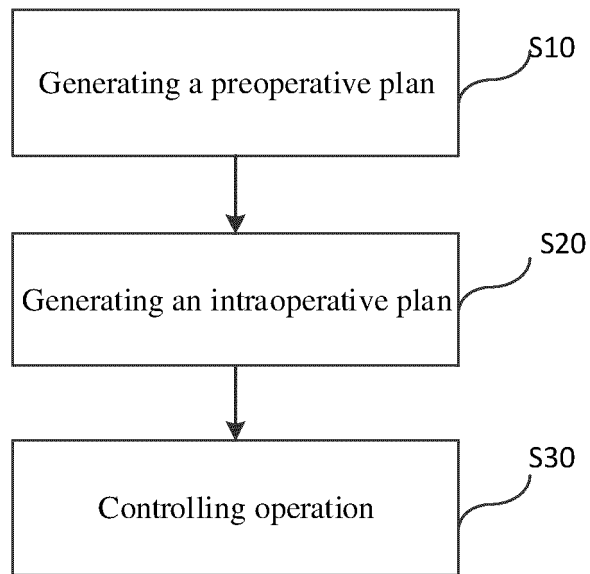 Generating a preoperative plan
S10
Generating an intraoperative plan
S20
Controlling operation
S30